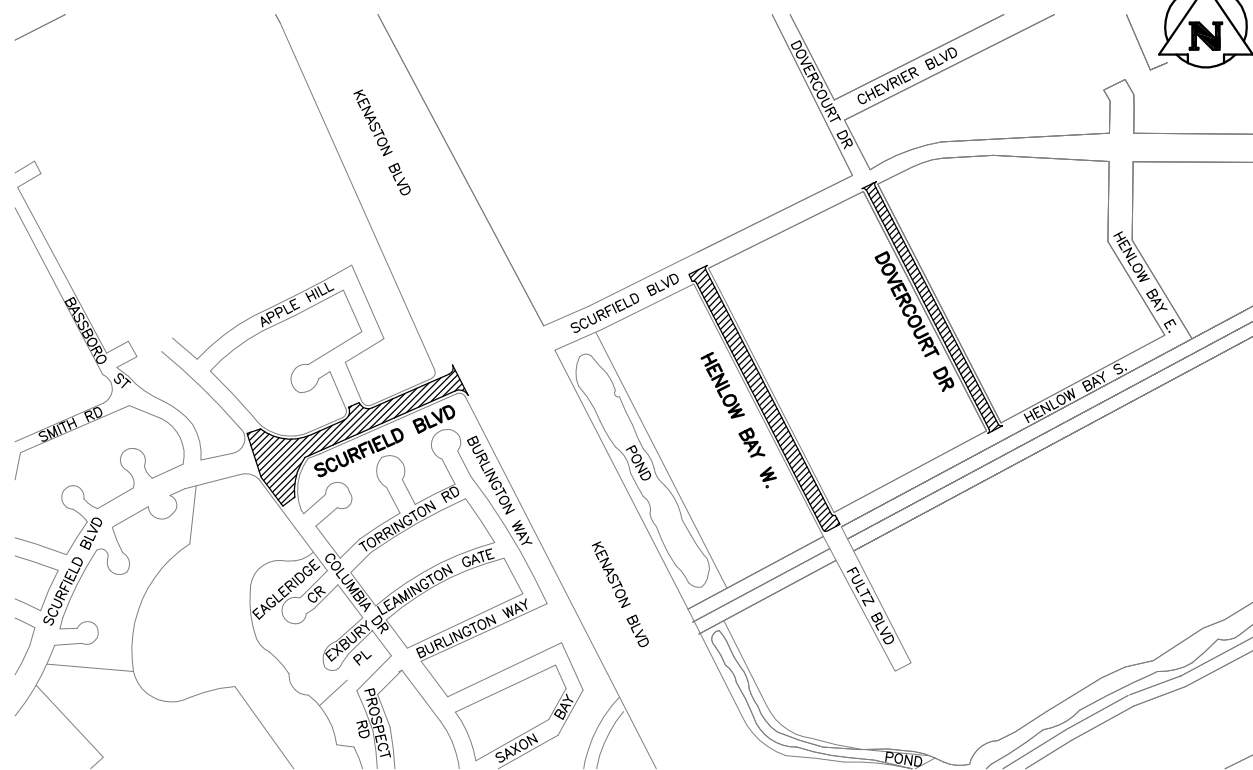 N
DOVERCOURT DR
CHEVRIER BLVD
KENASTON BLVD
HENLOW BAY E.
BASSBORO ST
APPLE HILL
SCURFIELD BLVD
DOVERCOURT DR
HENLOW BAY W.
HENLOW BAY S.
SMITH RD
SCURFIELD BLVD
BURLINGTON WAY
POND
TORRINGTON RD
SCURFIELD BLVD
EAGLERIDGE CR
COLUMBIA DR
LEAMINGTON GATE
KENASTON BLVD
FULTZ BLVD
EXBURY PL
BURLINGTON WAY
PROSPECT RD
SAXON BAY
POND